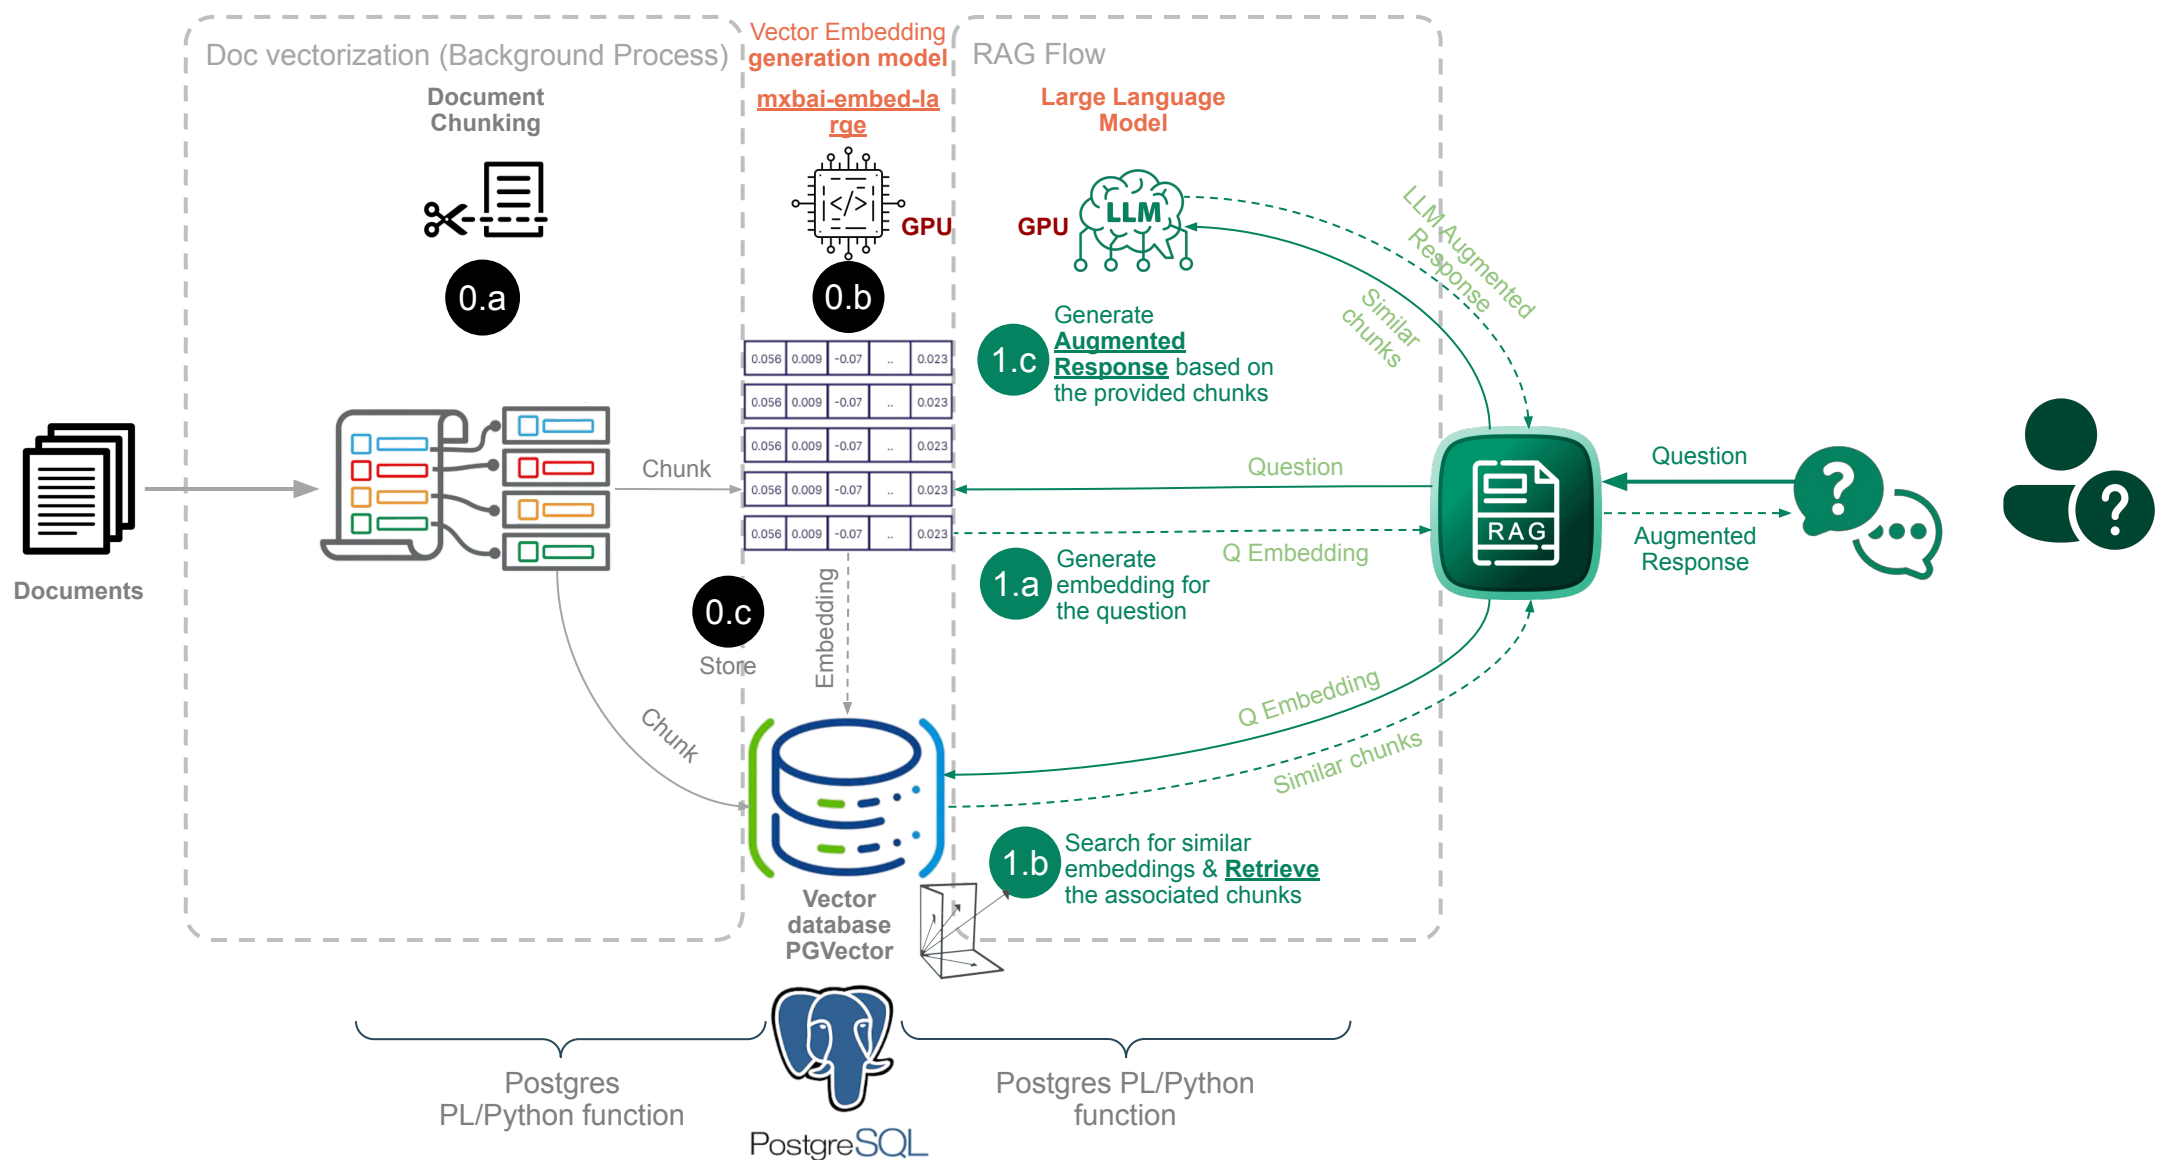 Doc vectorization (Background Process)
Vector Embedding
generation model
RAG Flow
Document
Chunking
mxbai-embed-la
rge
Large Language
Model
</>
GPU
GPU
LLM
0.a
0.b
LLM Augmented
Response
Similar
chunks
1.c
Generate
Augmented
Response based on
the provided chunks
0.056 0.009 -0.07 .. 0.023
0.056 0.009 -0.07 .. 0.023
0.056 0.009 -0.07 .. 0.023
0.056 0.009 -0.07 .. 0.023
0.056 0.009 -0.07 .. 0.023
Documents
Chunk
Question
Q Embedding
RAG
Question
?
?
Augmented
Response
1.a
Generate
embedding for
the question
0.c
Store
Embedding
Chunk
Q Embedding
Similar chunks
1.b
Search for similar
embeddings & Retrieve
the associated chunks
Vector
database
PGVector
Postgres
PL/Python function
Postgres PL/Python
function
PostgreSQL